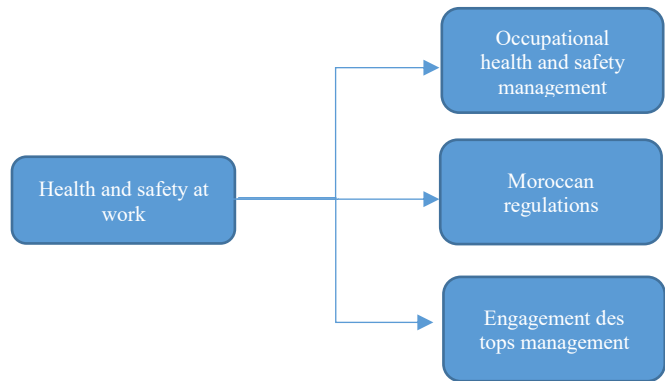 Occupational
health and safety
management
Health and safety at
work
Moroccan
regulations
Engagement des
tops management